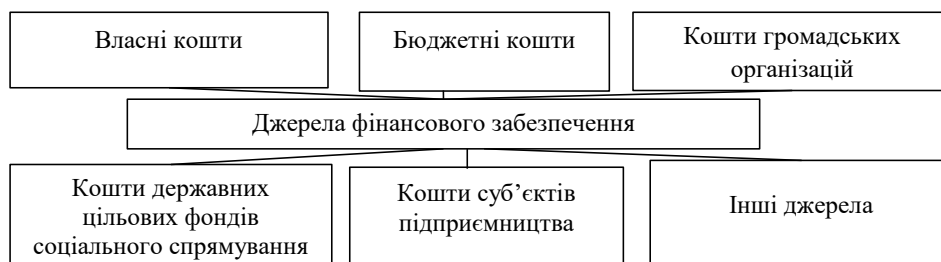 Власні кошти
Бюджетні кошти
Кошти громадських
організацій
Джерела фінансового забезпечення
Кошти державних
цільових фондів
соціального спрямування
Кошти суб’єктів
підприємництва
Інші джерела